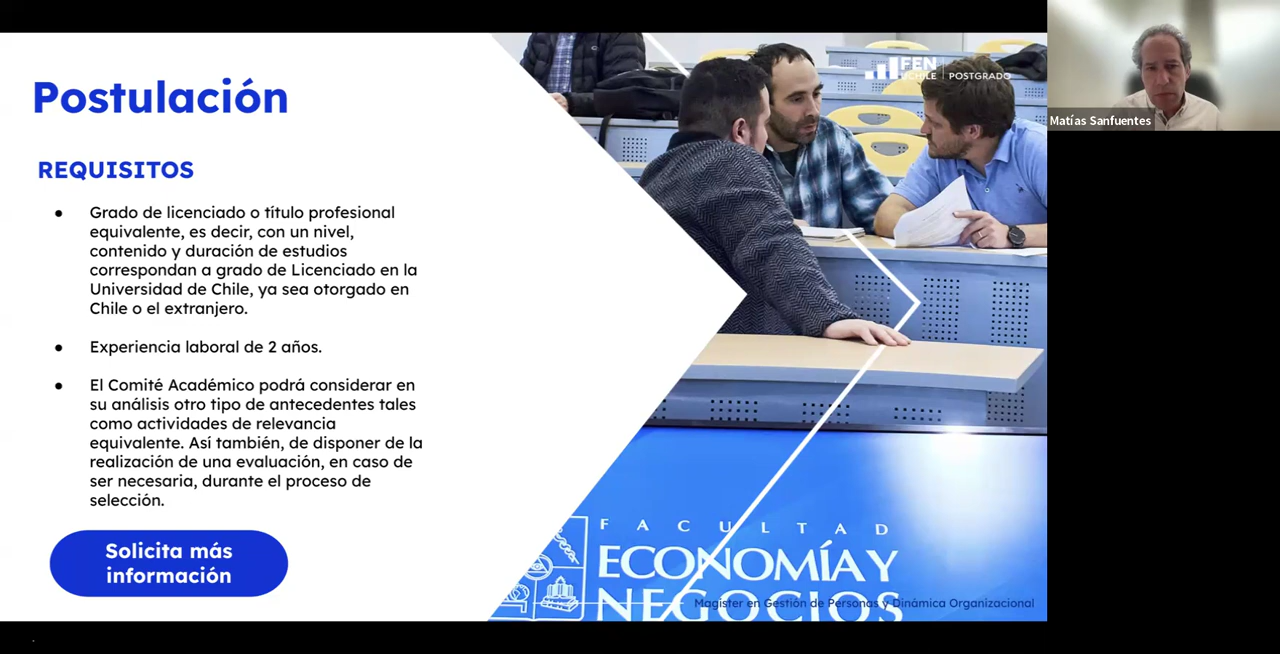 Postulación
REQUISITOS
● Grado de licenciado o título profesional
equivalente, es decir, con un nivel,
contenido y duración de estudios
correspondan a grado de Licenciado en la
Universidad de Chile, ya sea otorgado en
Chile o el extranjero.
● Experiencia laboral de 2 años.
● El Comité Académico podrá considerar en
su análisis otro tipo de antecedentes tales
como actividades de relevancia
equivalente. Así también, de disponer de la
realización de una evaluación, en caso de
ser necesaria, durante el proceso de
selección.
Solicita más
información
FEN
CHILE
POSTGRADO
FACULTAD
ECONOMÍA Y
NEGOCIOS
Magíster en Gestión de Personas y Dinámica Organizacional
Matías Sanfuentes